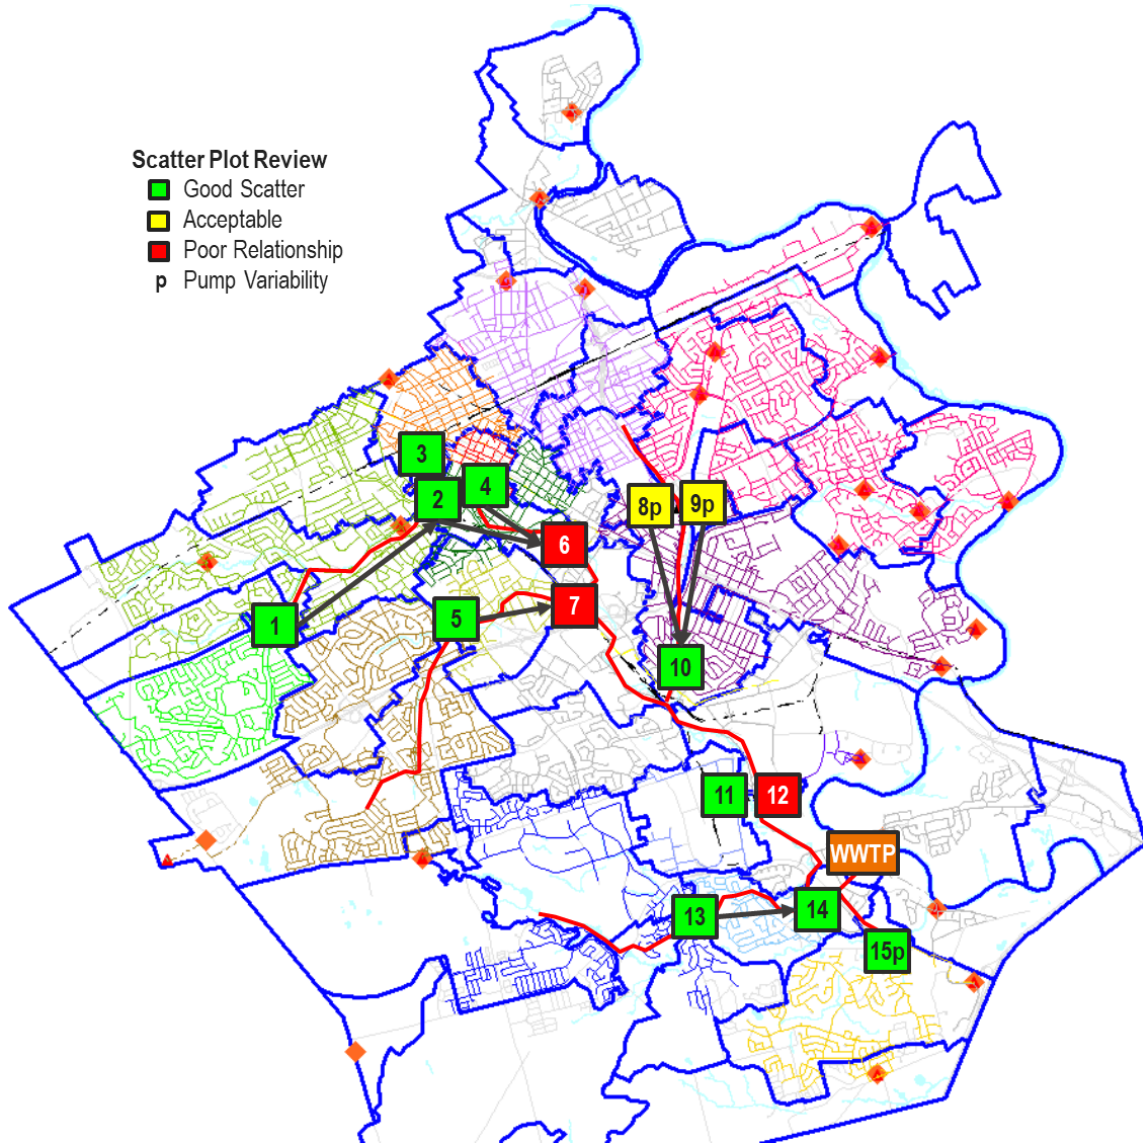 Scatter Plot Review
Good Scatter
Acceptable
Poor Relationship
p Pump Variability
3
4
2
8p
9p
6
7
5
1
10
11
12
WWTP
13
14
15p